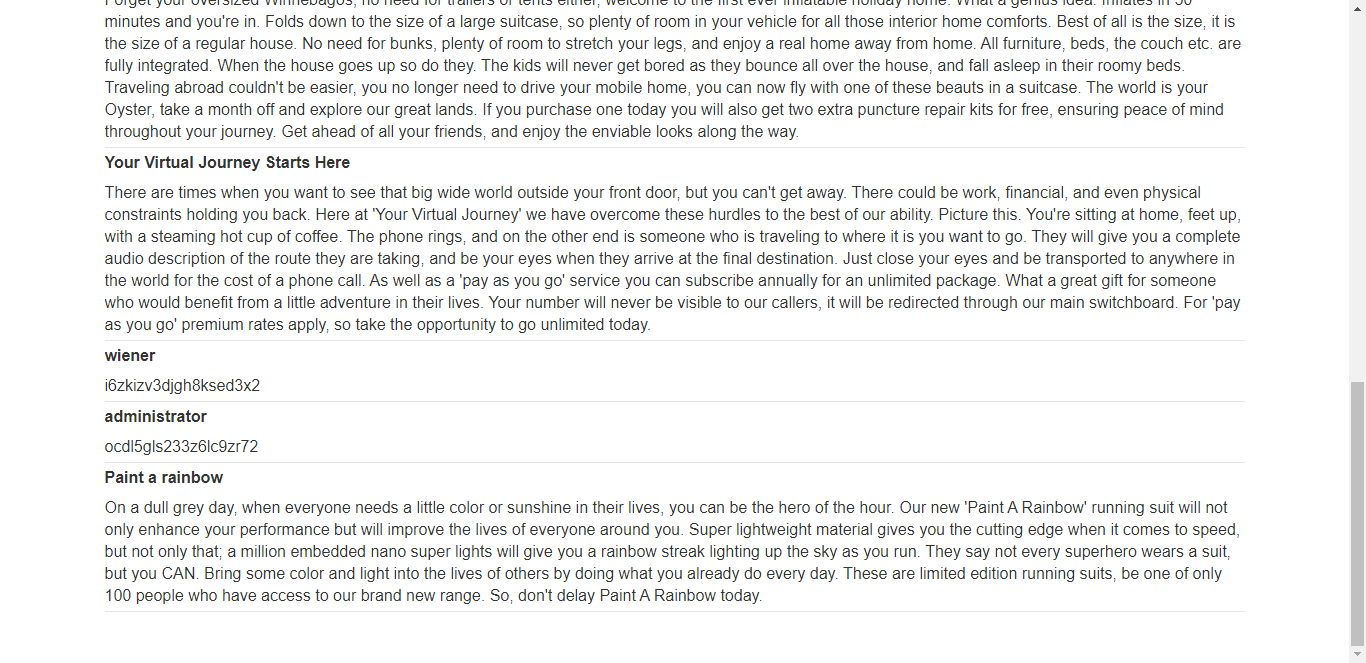 minutes and you're in. Folds down to the size of a large suitcase, so plenty of room in your vehicle for all those interior home comforts. Best of all is the size, it is
the size of a regular house. No need for bunks, plenty of room to stretch your legs, and enjoy a real home away from home. All furniture, beds, the couch etc. are
fully integrated. When the house goes up so do they. The kids will never get bored as they bounce all over the house, and fall asleep in their roomy beds.
Traveling abroad couldn't be easier, you no longer need to drive your mobile home, you can now fly with one of these beauts in a suitcase. The world is your
Oyster, take a month off and explore our great lands. If you purchase one today you will also get two extra puncture repair kits for free, ensuring peace of mind
throughout your journey. Get ahead of all your friends, and enjoy the enviable looks along the way.
Your Virtual Journey Starts Here
There are times when you want to see that big wide world outside your front door, but you can't get away. There could be work, financial, and even physical
constraints holding you back. Here at 'Your Virtual Journey' we have overcome these hurdles to the best of our ability. Picture this. You're sitting at home, feet up,
with a steaming hot cup of coffee. The phone rings, and on the other end is someone who is traveling to where it is you want to go. They will give you a complete
audio description of the route they are taking, and be your eyes when they arrive at the final destination. Just close your eyes and be transported to anywhere in
the world for the cost of a phone call. As well as a 'pay as you go' service you can subscribe annually for an unlimited package. What a great gift for someone
who would benefit from a little adventure in their lives. Your number will never be visible to our callers, it will be redirected through our main switchboard. For 'pay
as you go' premium rates apply, so take the opportunity to go unlimited today.
wiener
i6zkizv3djgh8ksed3x2
administrator
ocdl5gls233z6lc9zr72
Paint a rainbow
On a dull grey day, when everyone needs a little color or sunshine in their lives, you can be the hero of the hour. Our new 'Paint A Rainbow' running suit will not
only enhance your performance but will improve the lives of everyone around you. Super lightweight material gives you the cutting edge when it comes to speed,
but not only that; a million embedded nano super lights will give you a rainbow streak lighting up the sky as you run. They say not every superhero wears a suit,
but you CAN. Bring some color and light into the lives of others by doing what you already do every day. These are limited edition running suits, be one of only
100 people who have access to our brand new range. So, don't delay Paint A Rainbow today.